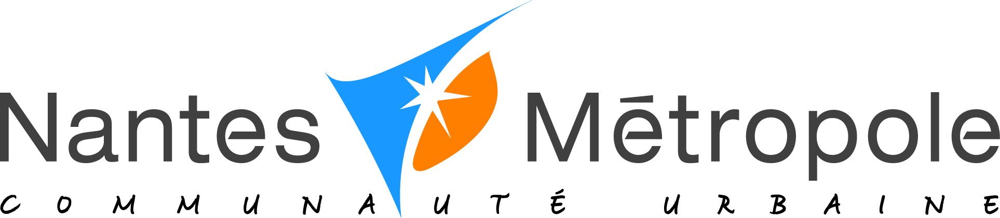 Nantes Métropole
COMMUNAUTÉ URBAINE